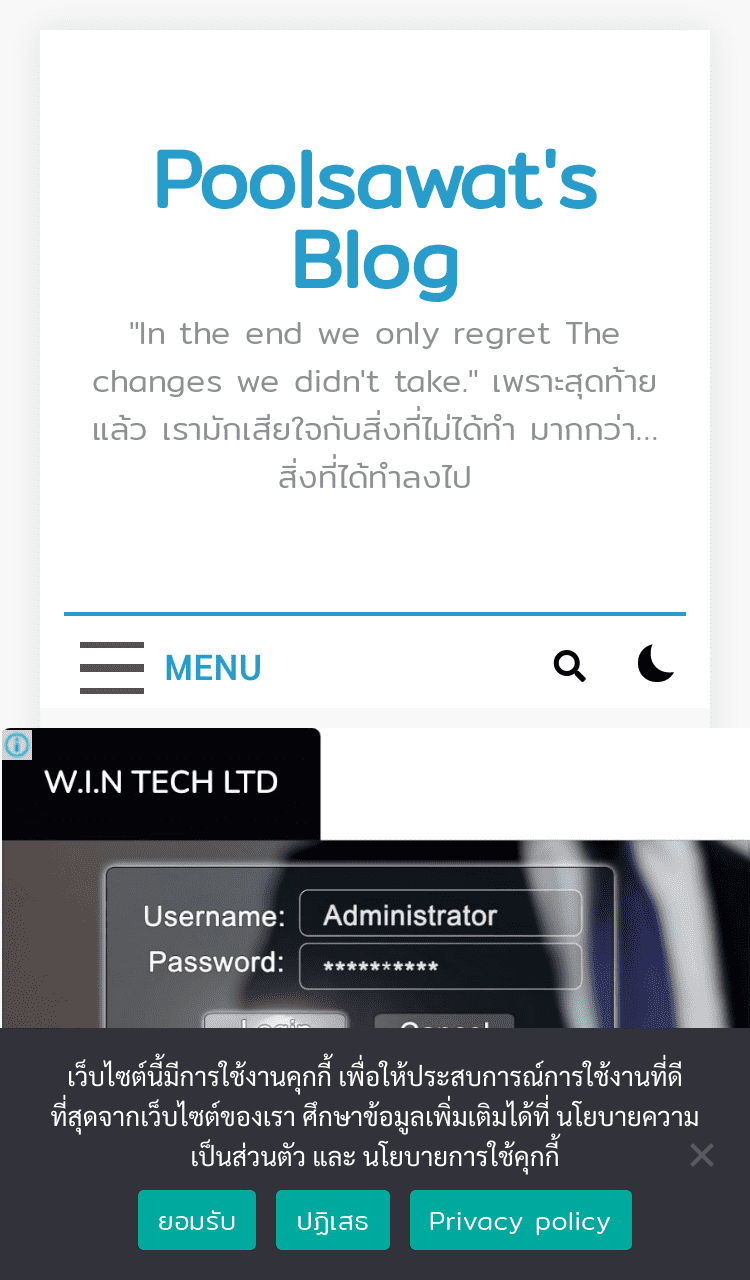 Poolsawat's
Blog
"In the end we only regret The
changes we didn't take." เพราะสุดท้าย
แล้ว เรามักเสียใจกับสิ่งที่ไม่ได้ทำ มากกว่า...
สิ่งที่ได้ทำลงไป
MENU
W.I.N TECH LTD
Username: Administrator
Password: **********
Login Cancel
เว็บไซต์นี้มีการใช้งานคุกกี้ เพื่อให้ประสบการณ์การใช้งานที่ดี
ที่สุดจากเว็บไซต์ของเรา ศึกษาข้อมูลเพิ่มเติมได้ที่ นโยบายความ
เป็นส่วนตัว และ นโยบายการใช้คุกกี้
ยอมรับ ปฏิเสธ Privacy policy